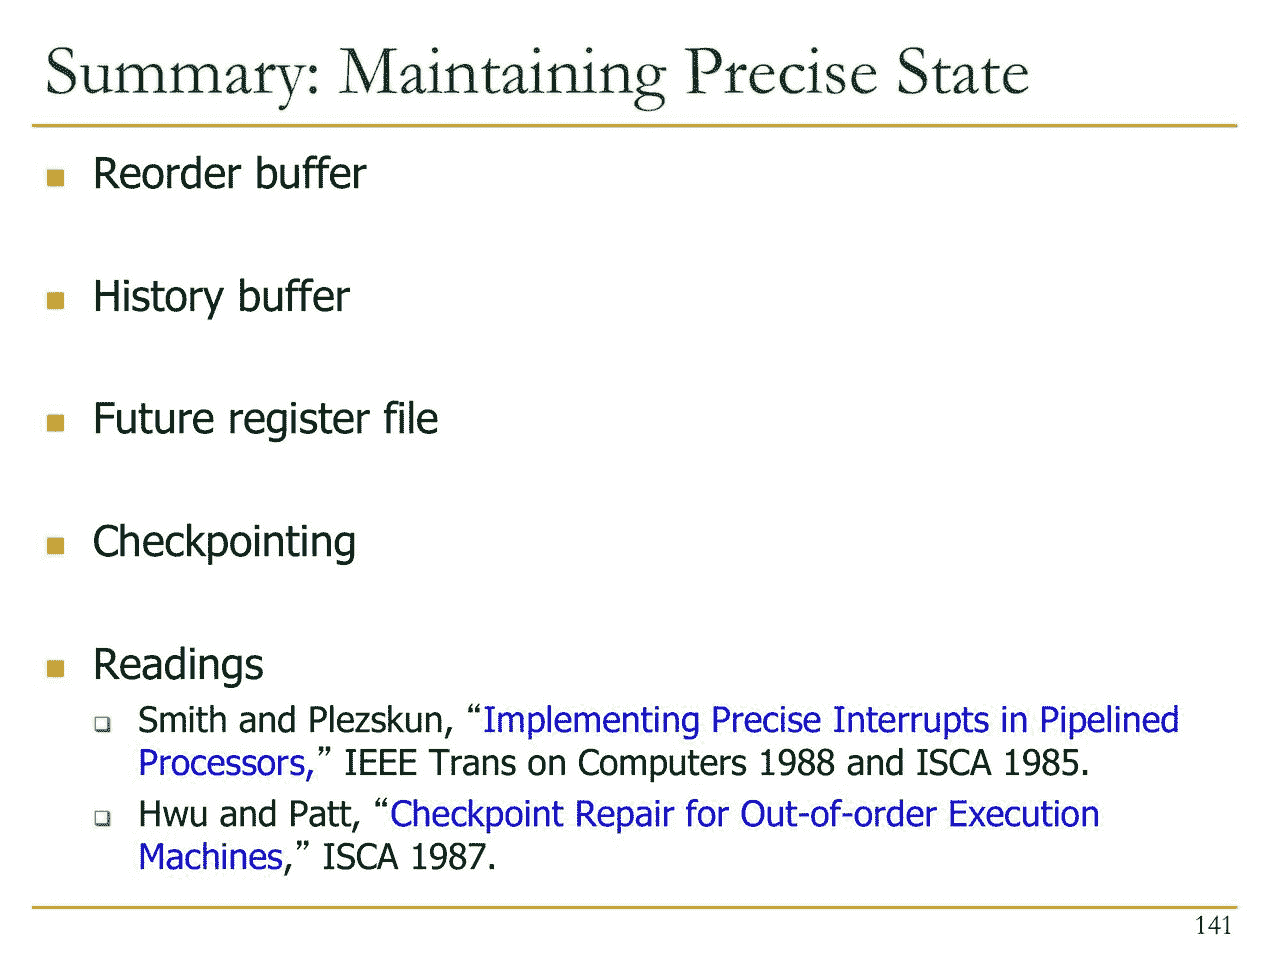 Summary: Maintaining Precise State
Reorder buffer
History buffer
Future register file
Checkpointing
Readings
Smith and Plezskun, “Implementing Precise Interrupts in Pipelined
Processors,” IEEE Trans on Computers 1988 and ISCA 1985.
Hwu and Patt, “Checkpoint Repair for Out-of-order Execution
Machines,” ISCA 1987.
141